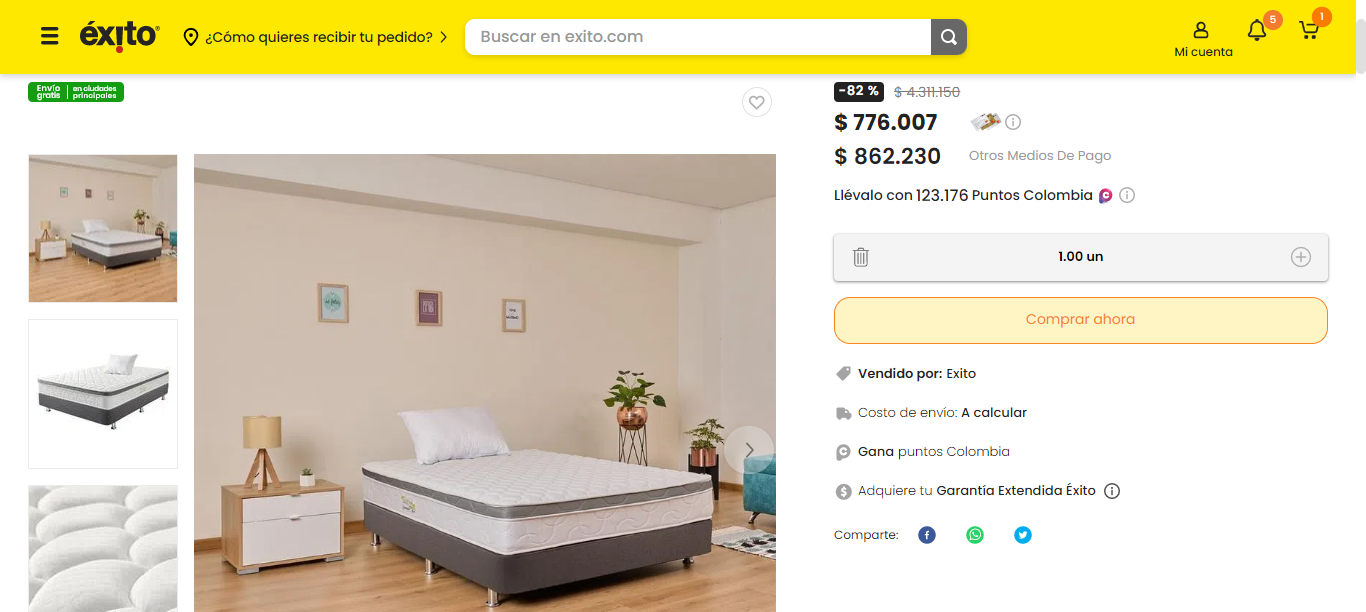 éxito
¿Cómo quieres recibir tu pedido?
Buscar en exito.com
Mi cuenta
5
1
Envío gratis
en ciudades principales
-82 %
$ 4.311.150
$ 776.007
$ 862.230
Otros Medios De Pago
Llévalo con 123.176 Puntos Colombia
1.00 un
Comprar ahora
Vendido por: Exito
Costo de envío: A calcular
Gana puntos Colombia
Adquiere tu Garantía Extendida Éxito
Comparte: